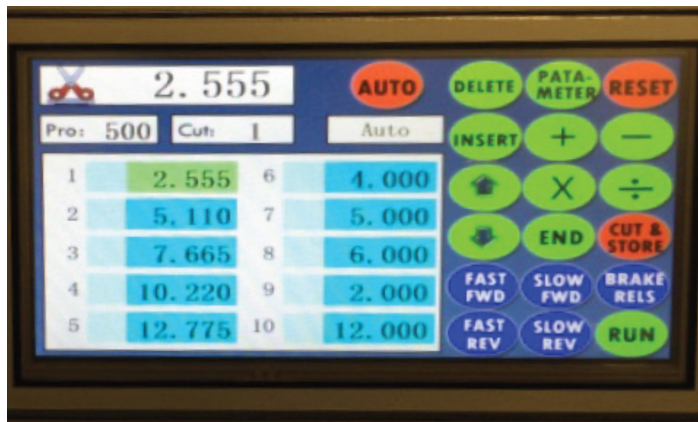 2.555
AUTO
DELETE
PATA-
METER
RESET
Pro: 500 Cut: 1
Auto
INSERT
+
−
1 2.555 6 4.000
2 5.110 7 5.000
3 7.665 8 6.000
4 10.220 9 2.000
5 12.775 10 12.000
X
÷
END
CUT &
STORE
FAST
FWD
SLOW
FWD
BRAKE
RELS
FAST
REV
SLOW
REV
RUN